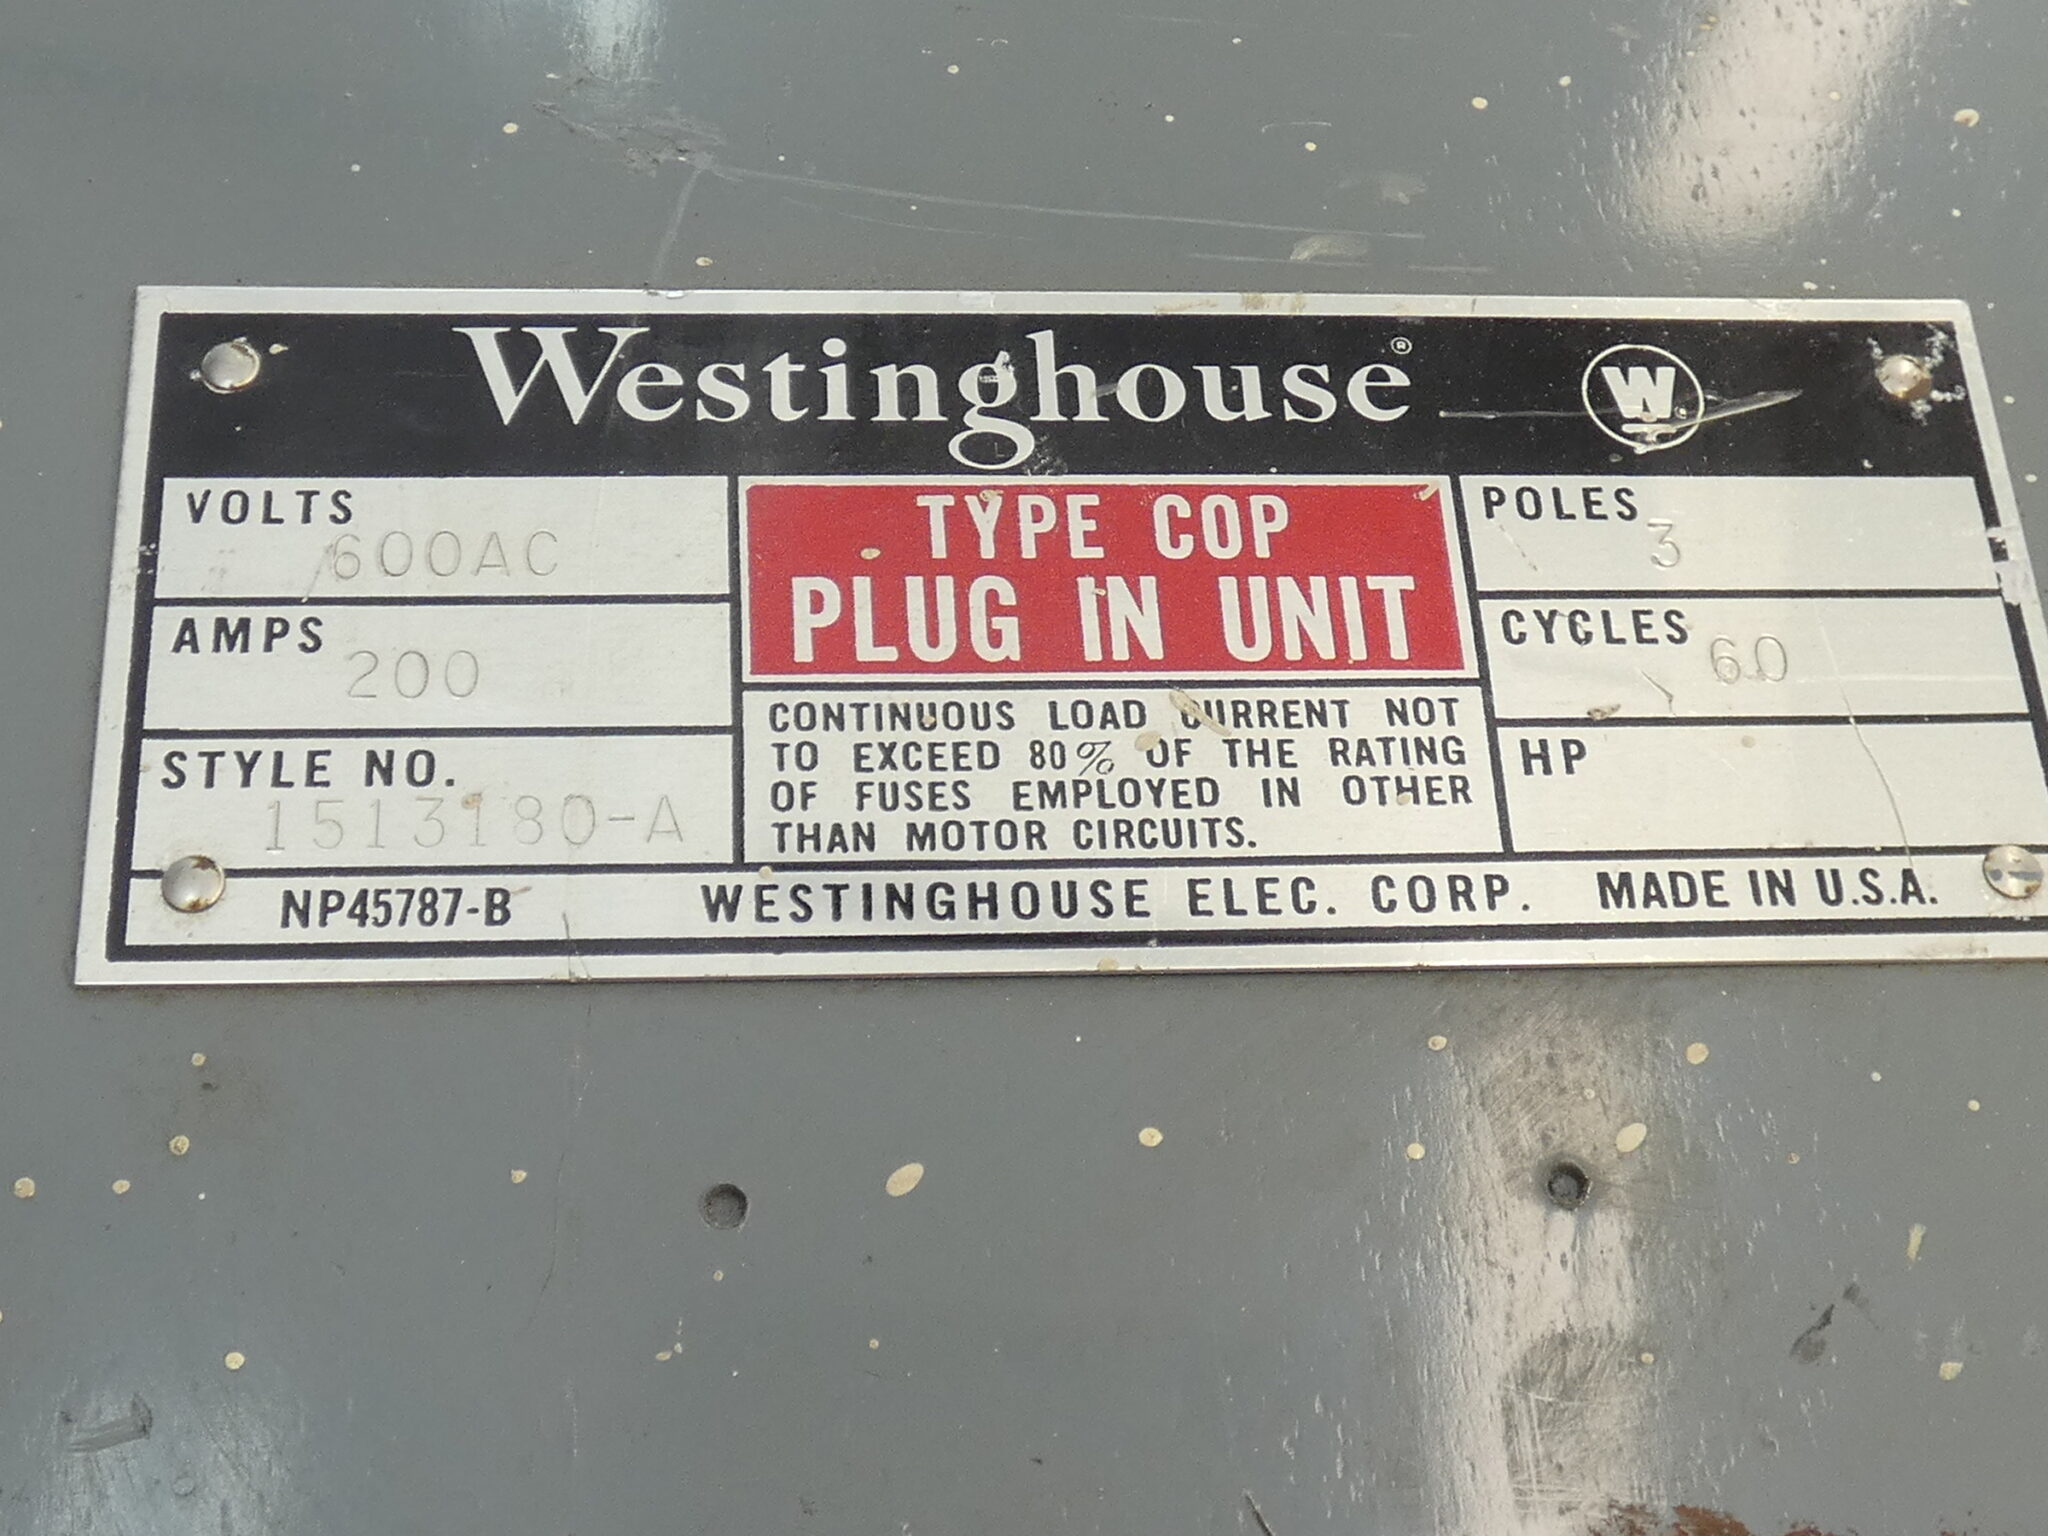 Westinghouse® W
VOLTS
600AC
AMPS
200
STYLE NO.
1513180-A
TYPE COP
PLUG IN UNIT
CONTINUOUS LOAD CURRENT NOT
TO EXCEED 80% OF THE RATING
OF FUSES EMPLOYED IN OTHER
THAN MOTOR CIRCUITS.
POLES
3
CYCLES
60
HP
NP45787-B WESTINGHOUSE ELEC. CORP. MADE IN U.S.A.